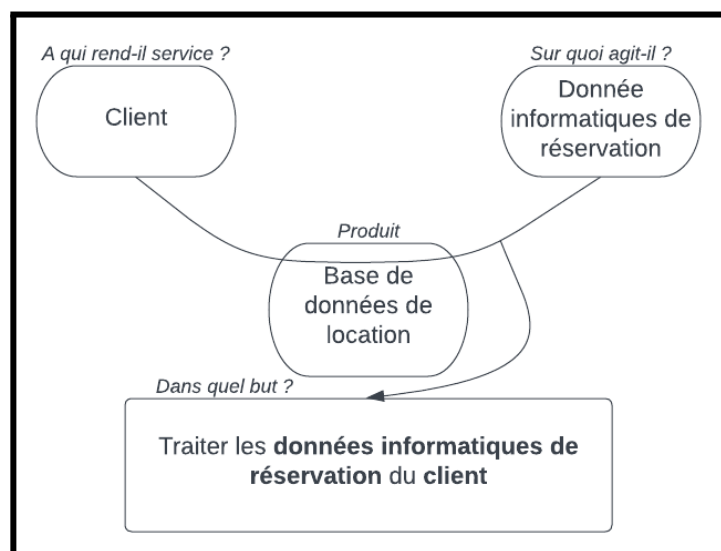 A qui rend-il service ?
Sur quoi agit-il ?
Client
Donnée
informatiques de
réservation
Produit
Base de
données de
location
Dans quel but ?
Traiter les données informatiques de
réservation du client